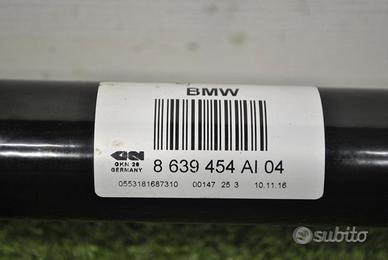 BMW
8 639 454 AI 04
GKN 28
GERMANY
0553181687310 00147 25 3 10.11.16
subito